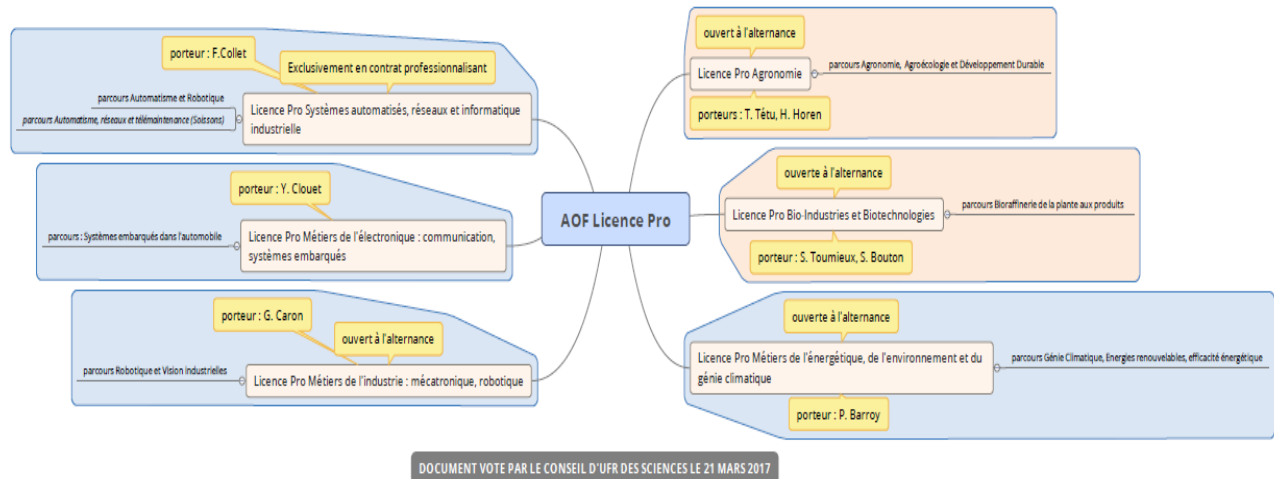 AOF Licence Pro
porteur : F.Collet
Exclusivement en contrat professionnalisant
Licence Pro Systèmes automatisés, réseaux et informatique
industrielle
parcours Automatisme et Robotique
parcours Automatisme, réseaux et télémaintenance (Soissons)
porteur : Y. Clouet
Licence Pro Métiers de l'électronique : communication,
systèmes embarqués
parcours : Systèmes embarqués dans l'automobile
porteur : G. Caron
ouvert à l'alternance
Licence Pro Métiers de l'industrie : mécatronique, robotique
parcours Robotique et Vision Industrielles
ouvert à l'alternance
Licence Pro Agronomie
parcours Agronomie, Agroécologie et Développement Durable
porteurs : T. Tétu, H. Horen
ouverte à l'alternance
Licence Pro Bio-Industries et Biotechnologies
parcours Bioraffinerie de la plante aux produits
porteur : S. Toumieux, S. Bouton
ouverte à l'alternance
Licence Pro Métiers de l'énergétique, de l'environnement et du
génie climatique
parcours Génie Climatique, Energies renouvelables, efficacité énergétique
porteur : P. Barroy
DOCUMENT VOTE PAR LE CONSEIL D'UFR DES SCIENCES LE 21 MARS 2017